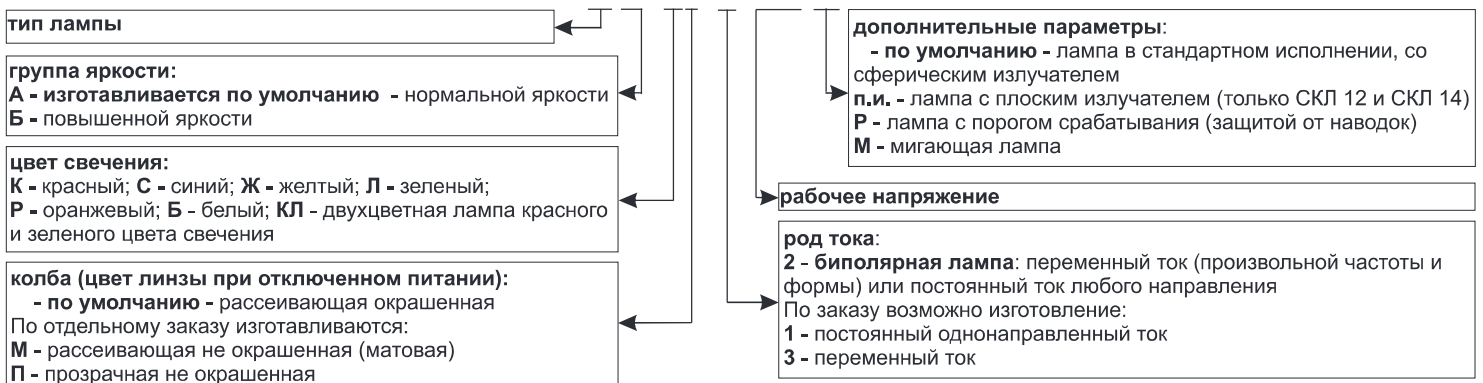 тип лампы
группа яркости:
А - изготавливается по умолчанию - нормальной яркости
Б - повышенной яркости
цвет свечения:
К - красный; С - синий; Ж - желтый; Л - зеленый;
Р - оранжевый; Б - белый; КЛ - двухцветная лампа красного
и зеленого цвета свечения
колба (цвет линзы при отключенном питании):
- по умолчанию - рассеивающая окрашенная
По отдельному заказу изготавливаются:
М - рассеивающая не окрашенная (матовая)
П - прозрачная не окрашенная
дополнительные параметры:
- по умолчанию - лампа в стандартном исполнении, со
сферическим излучателем
п.и. - лампа с плоским излучателем (только СКЛ 12 и СКЛ 14)
Р - лампа с порогом срабатывания (защитой от наводок)
М - мигающая лампа
рабочее напряжение
род тока:
2 - биполярная лампа: переменный ток (произвольной частоты и
формы) или постоянный ток любого направления
По заказу возможно изготовление:
1 - постоянный однонаправленный ток
3 - переменный ток